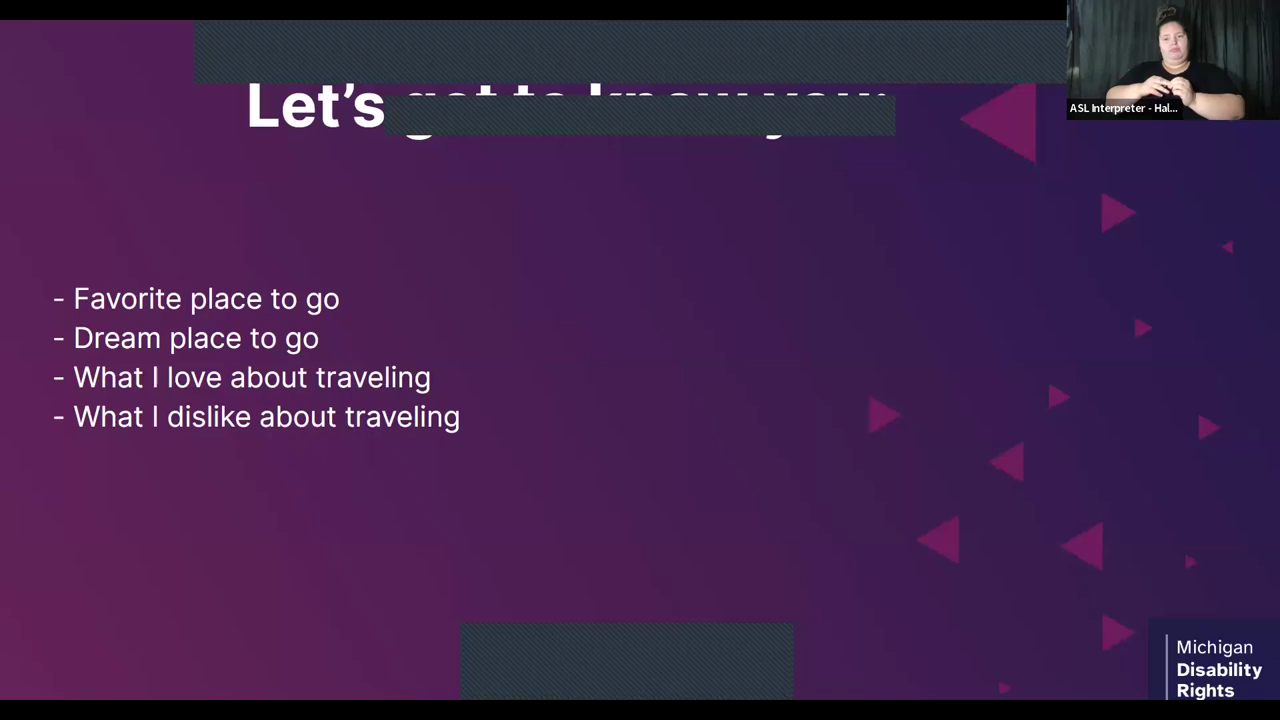 Let's get to know you:
- Favorite place to go
- Dream place to go
- What I love about traveling
- What I dislike about traveling
ASL Interpreter - Hal...
Michigan
Disability
Rights